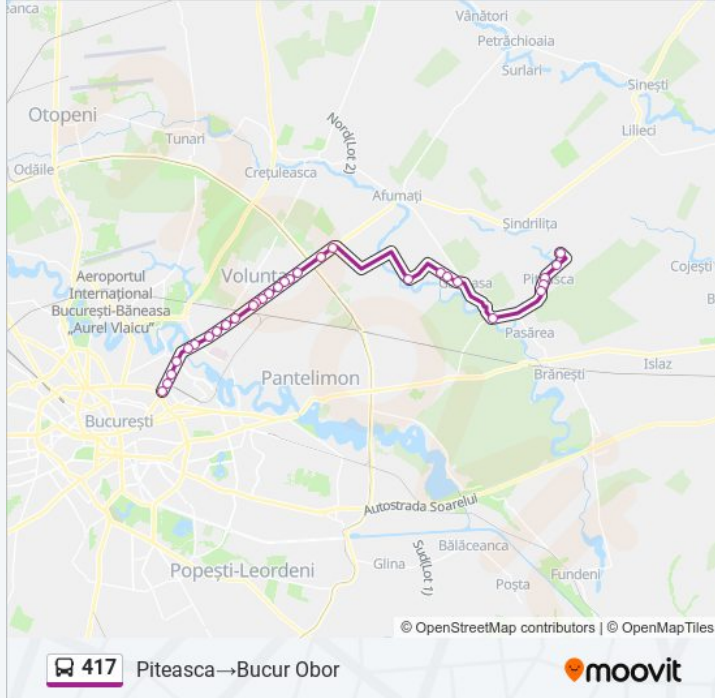 Vânători
Petrăchioaia
Surlari
Sinești
Otopeni
Lilieci
Tunari
Nord(Lot 2)
Odăile
Crețuleasca
Afumați
Șindrilița
Cojești
Aeroportul
Internațional
București-Băneasa
„Aurel Vlaicu”
Pasărea
Islaz
Brănești
Pantelimon
București
Autostrada Soarelui
Bălăceanca
Glina
Sud(Lot 1)
Fundeni
Poșta
Popești-Leordeni
© OpenStreetMap contributors | © OpenMapTiles
417 Piteasca→Bucur Obor
moovit